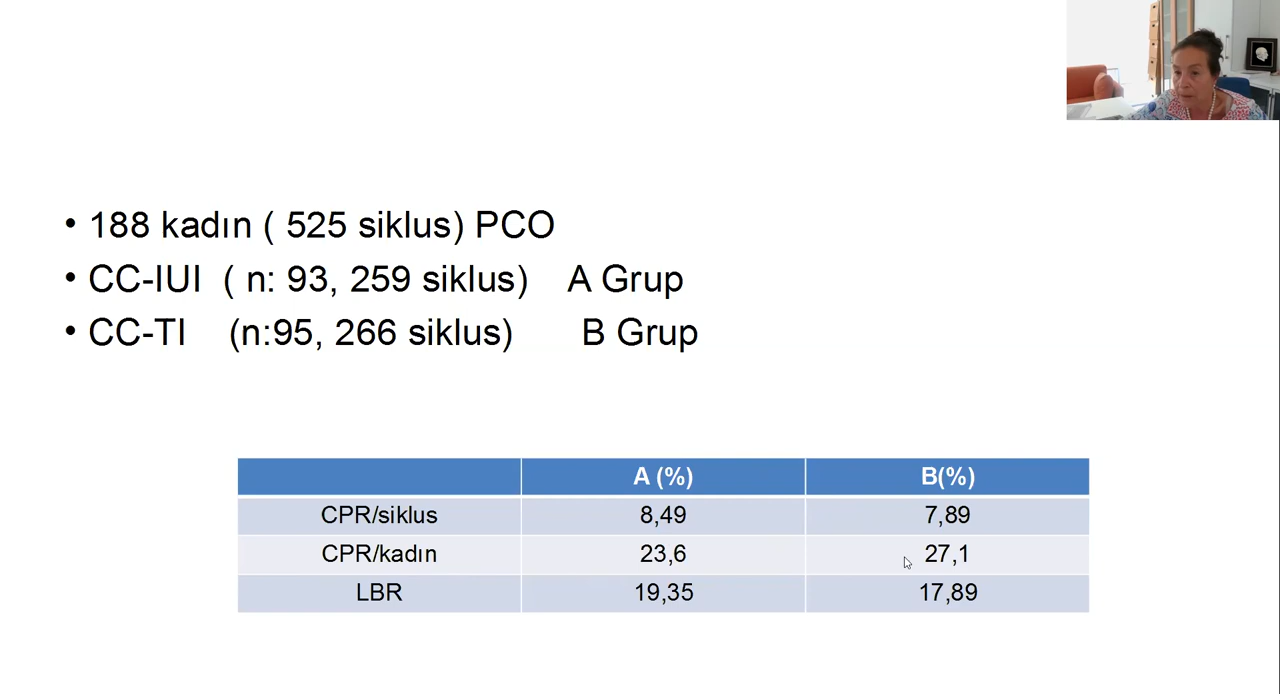 • 188 kadın ( 525 siklus) PCO
• CC-IUI ( n: 93, 259 siklus) A Grup
• CC-TI (n:95, 266 siklus) B Grup
A (%) B(%)
CPR/siklus 8,49 7,89
CPR/kadın 23,6 27,1
LBR 19,35 17,89